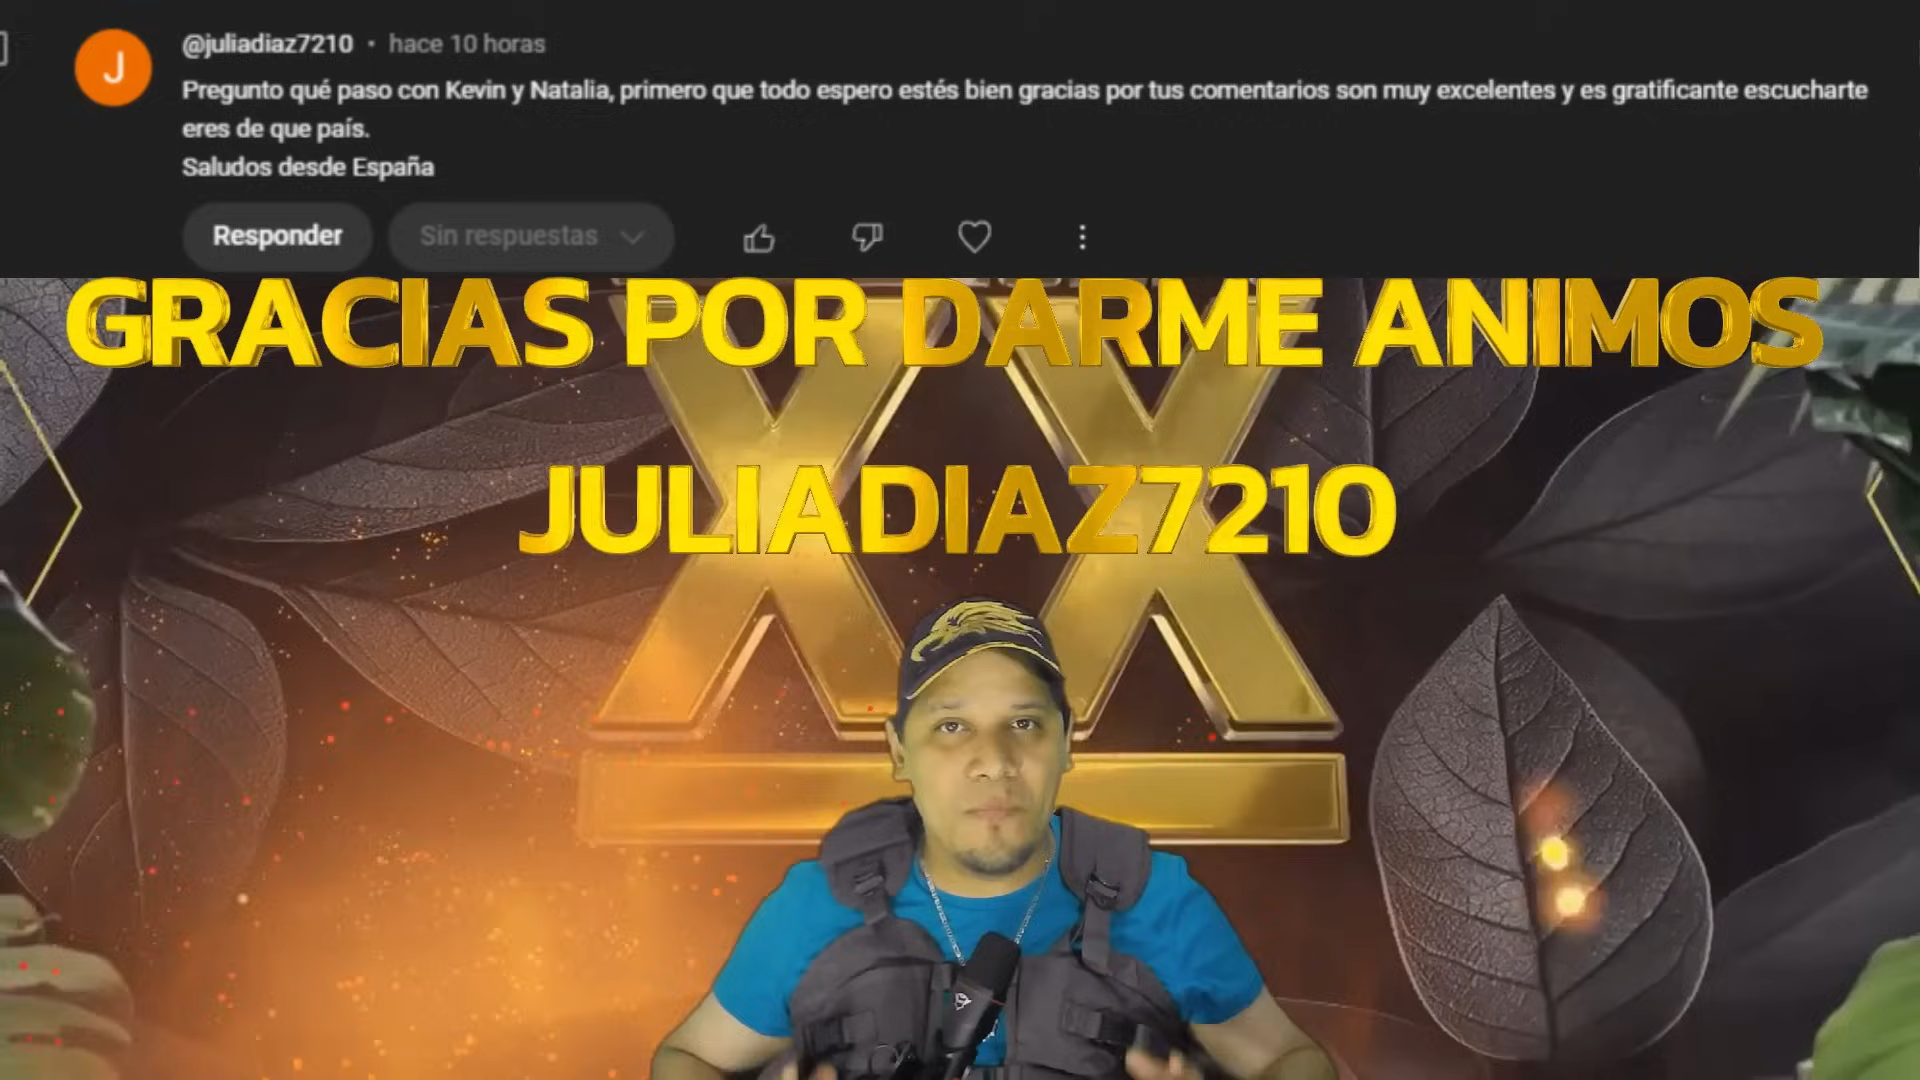 J
@juliadiaz7210 • hace 10 horas
Pregunto qué paso con Kevin y Natalia, primero que todo espero estés bien gracias por tus comentarios son muy excelentes y es gratificante escucharte
eres de que país.
Saludos desde España
Responder Sin respuestas
GRACIAS POR DARME ANIMOS
JULIADIAZ7210
XX